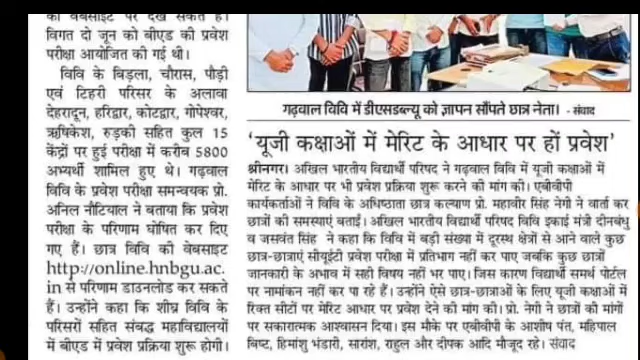 की वेबसाइट पर देख सकते हैं।
विगत दो जून को बीएड की प्रवेश
परीक्षा आयोजित की गई थी।
विवि के बिड़ला, चौरास, पौड़ी
एवं टिहरी परिसर के अलावा
देहरादून, हरिद्वार, कोटद्वार, गोपेश्वर,
ऋषिकेश, रुड़की सहित कुल 15
केंद्रों पर हुई परीक्षा में करीब 5800
अभ्यर्थी शामिल हुए थे। गढ़वाल
विवि के प्रवेश परीक्षा समन्वयक प्रो.
अनिल नौटियाल ने बताया कि प्रवेश
परीक्षा के परिणाम घोषित कर दिए
गए हैं। छात्र विवि की वेबसाइट
http://online.hnbgu.ac.
in से परिणाम डाउनलोड कर सकते
हैं। उन्होंने कहा कि शीघ्र विवि के
परिसरों सहित संबद्ध महाविद्यालयों
में बीएड में प्रवेश प्रक्रिया शुरू होगी।
गढ़वाल विवि में डीएसडब्ल्यू को ज्ञापन सौंपते छात्र नेता। - संवाद
'यूजी कक्षाओं में मेरिट के आधार पर हों प्रवेश'
श्रीनगर। अखिल भारतीय विद्यार्थी परिषद ने गढ़वाल विवि में यूजी कक्षाओं में
मेरिट के आधार पर भी प्रवेश प्रक्रिया शुरू करने की मांग की। एबीवीपी
कार्यकर्ताओं ने विवि के अधिष्ठाता छात्र कल्याण प्रो. महावीर सिंह नेगी ने वार्ता कर
छात्रों की समस्याएं बताईं। अखिल भारतीय विद्यार्थी परिषद विवि इकाई मंत्री दीनबंधु
व जसवंत सिंह ने कहा कि विवि में बड़ी संख्या में दूरस्थ क्षेत्रों से आने वाले कुछ
छात्र-छात्राएं सीयूईटी प्रवेश परीक्षा में प्रतिभाग नहीं कर पाए जबकि कुछ छात्र
जानकारी के अभाव में सही विषय नहीं भर पाए। जिस कारण विद्यार्थी समर्थ पोर्टल
पर नामांकन नहीं कर पा रहे हैं। उन्होंने ऐसे छात्र-छात्राओं के लिए यूजी कक्षाओं में
रिक्त सीटों पर मेरिट आधार पर प्रवेश देने की मांग की। प्रो. नेगी ने छात्रों की मांगों
पर सकारात्मक आश्वासन दिया। इस मौके पर एबीवीपी के आशीष पंत, महिपाल
बिष्ट, हिमांशु भंडारी, सारांश, राहुल और दीपक आदि मौजूद रहे। संवाद